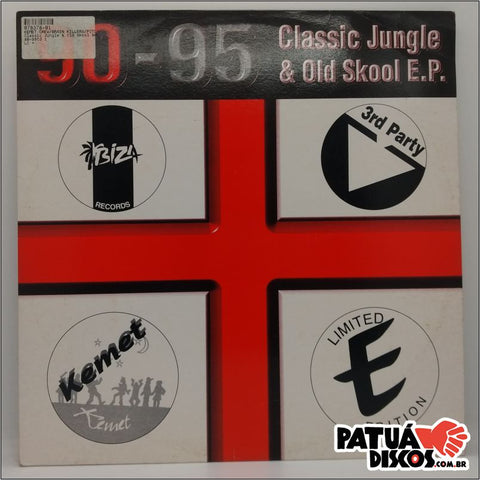 90-95
Classic Jungle
& Old Skool E.P.
IBIZA
RECORDS
3rd Party
Kemet
Kemet
LIMITED
E
EDITION
PATUÁ
DISCOS.COM.BR